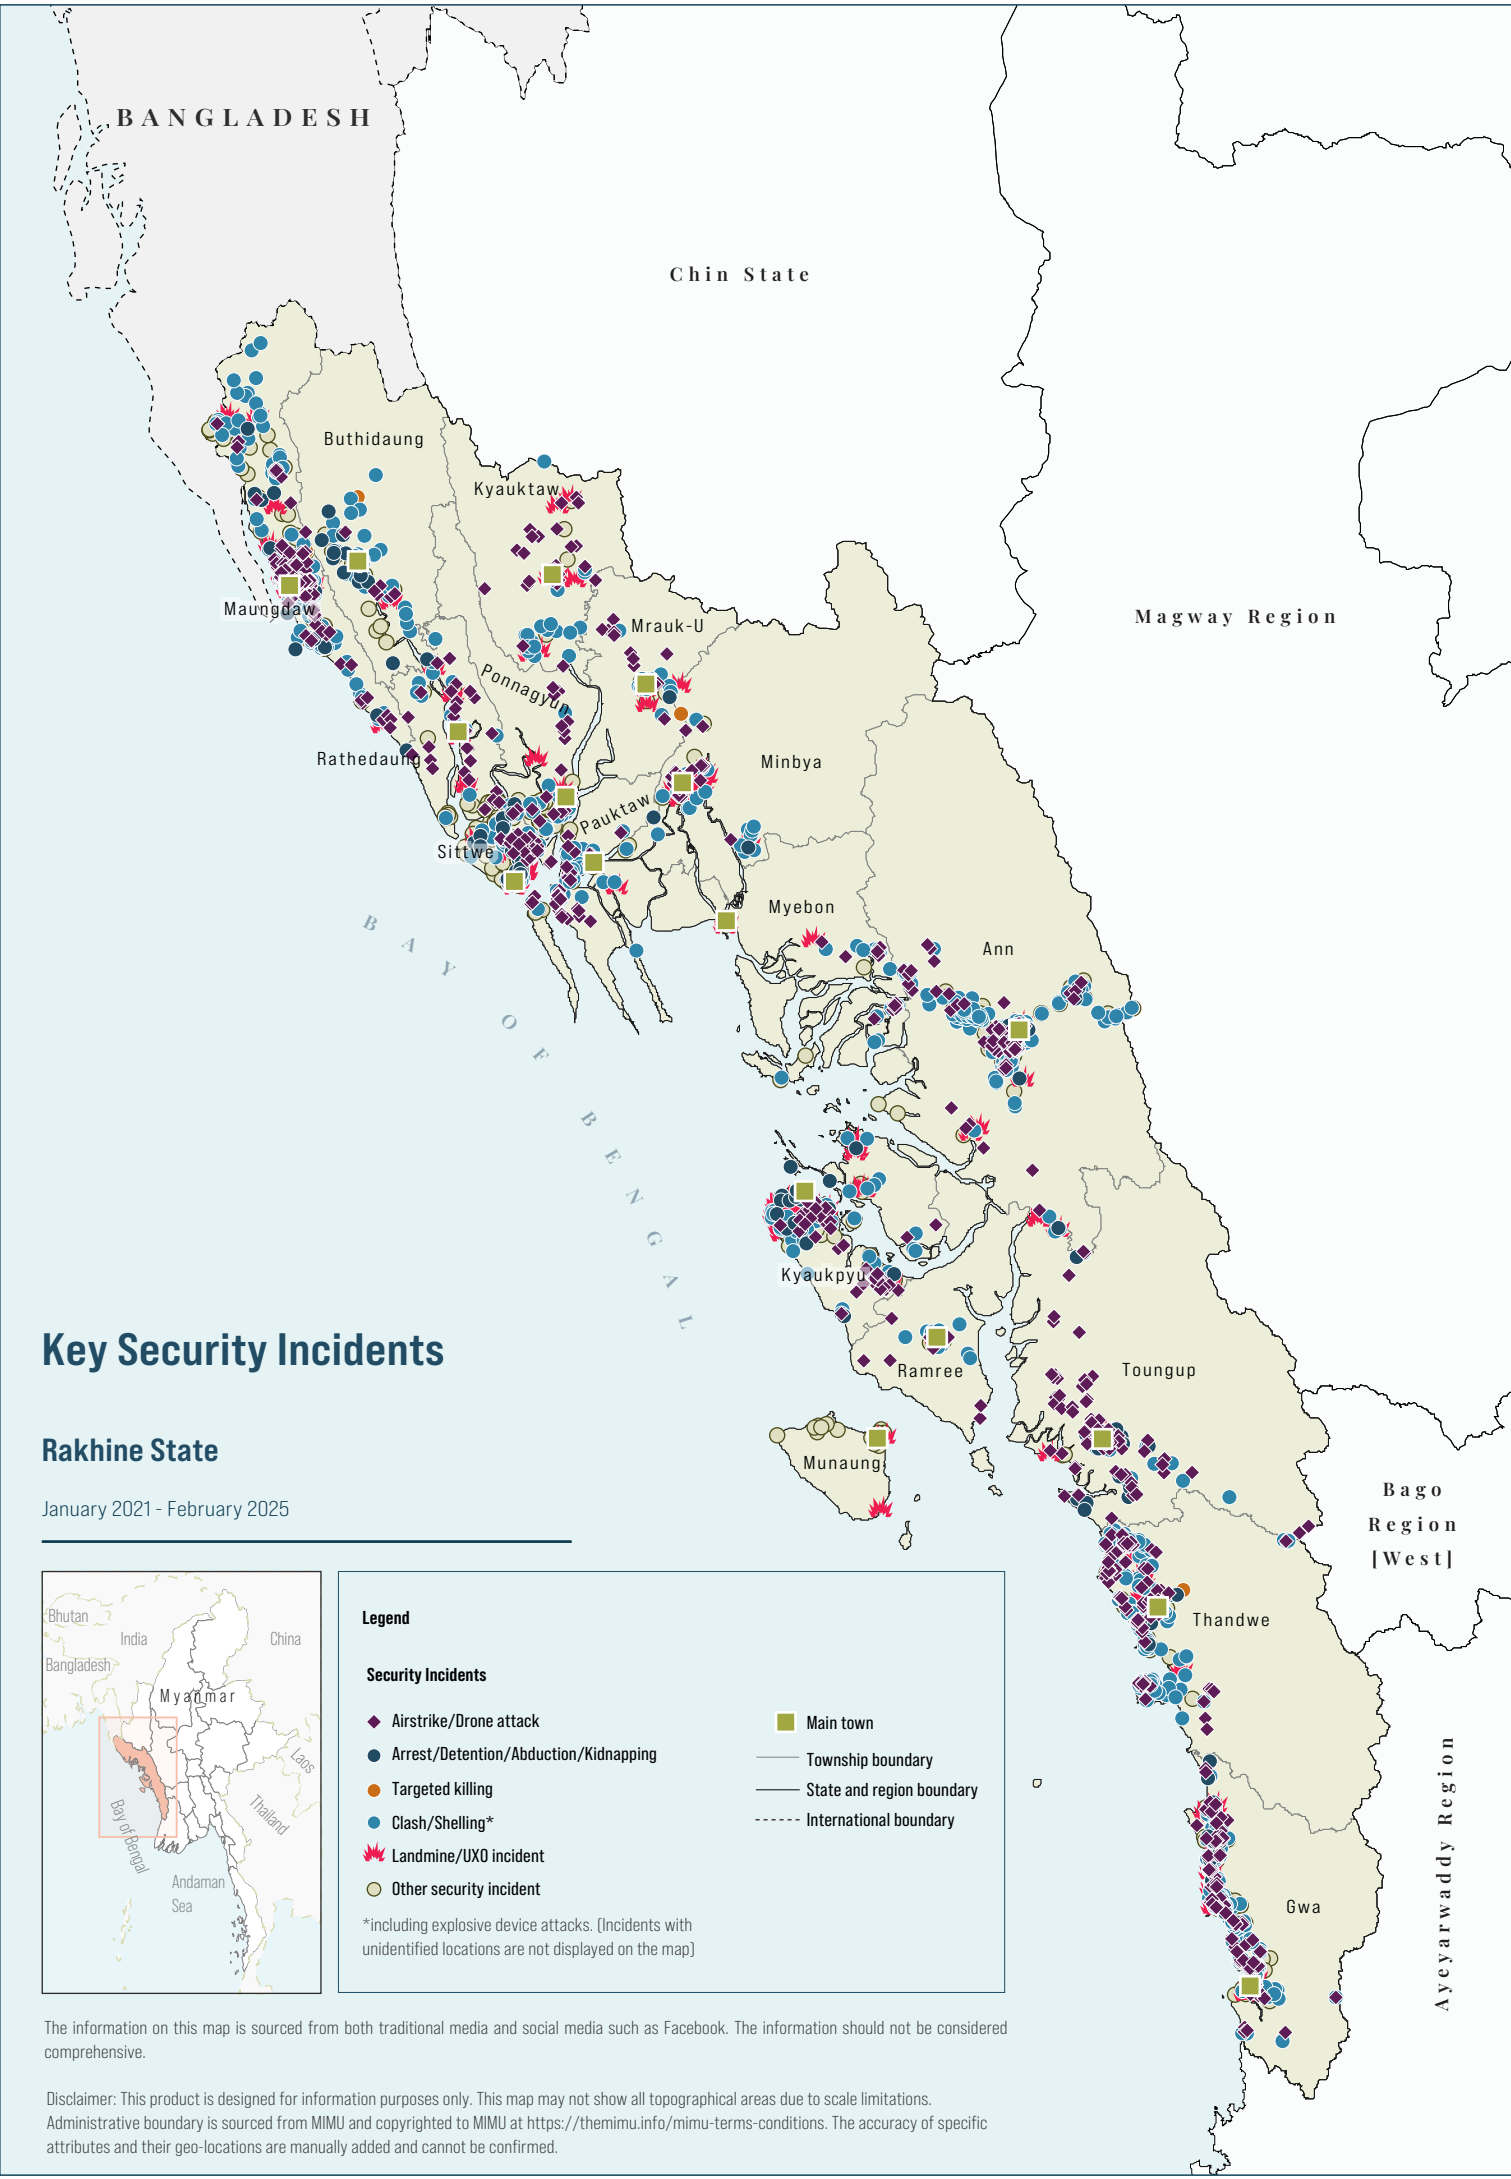 BANGLADESH
Chin State
Buthidaung
Kyauktaw
Maungdaw
Mrauk-U
Magway Region
Ponnagyun
Rathedaung
Minbya
Pauktaw
Sittwe
Myebon
Ann
BAY OF BENGAL
Kyaukpyu
Ramree
Toungup
Munaung
Bago
Region
[West]
Thandwe
Gwa
Ayeyarwaddy Region
Key Security Incidents
Rakhine State
January 2021 - February 2025
Bhutan
India
China
Bangladesh
Myanmar
Laos
Thailand
Bay of Bengal
Andaman
Sea
Legend
Security Incidents
Airstrike/Drone attack
Arrest/Detention/Abduction/Kidnapping
Targeted killing
Clash/Shelling*
Landmine/UXO incident
Other security incident
Main town
Township boundary
State and region boundary
International boundary
*including explosive device attacks. (Incidents with
unidentified locations are not displayed on the map)
The information on this map is sourced from both traditional media and social media such as Facebook. The information should not be considered
comprehensive.
Disclaimer: This product is designed for information purposes only. This map may not show all topographical areas due to scale limitations.
Administrative boundary is sourced from MIMU and copyrighted to MIMU at https://themimu.info/mimu-terms-conditions. The accuracy of specific
attributes and their geo-locations are manually added and cannot be confirmed.